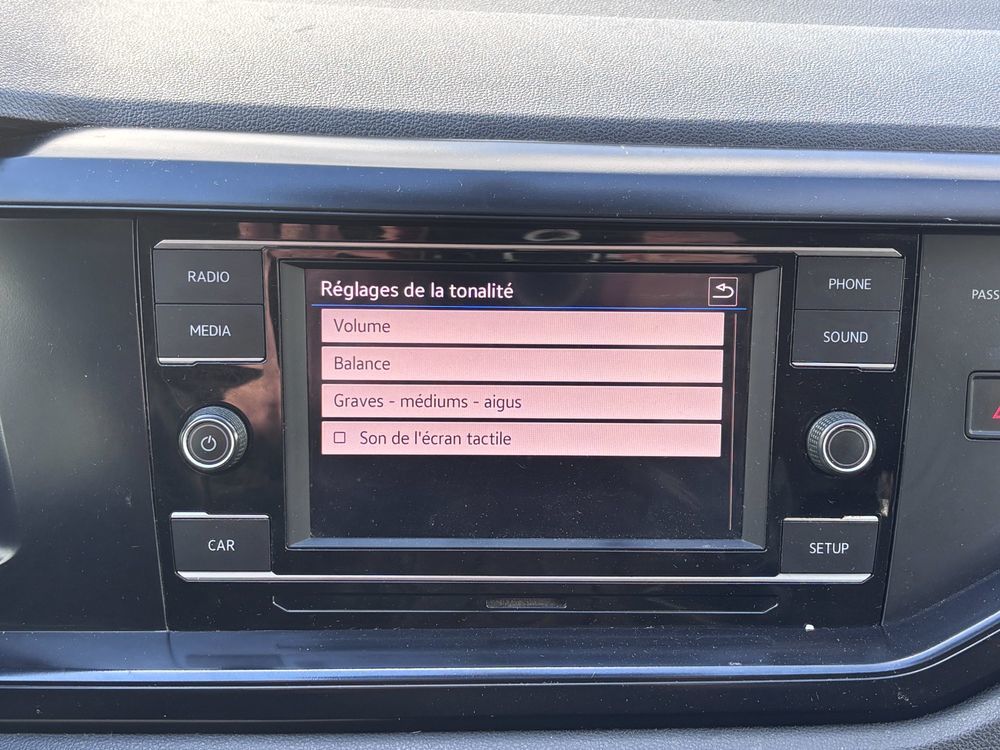 RADIO
MEDIA
CAR
Réglages de la tonalité
Volume
Balance
Graves - médiums - aigus
Son de l'écran tactile
PHONE
SOUND
SETUP
PASS